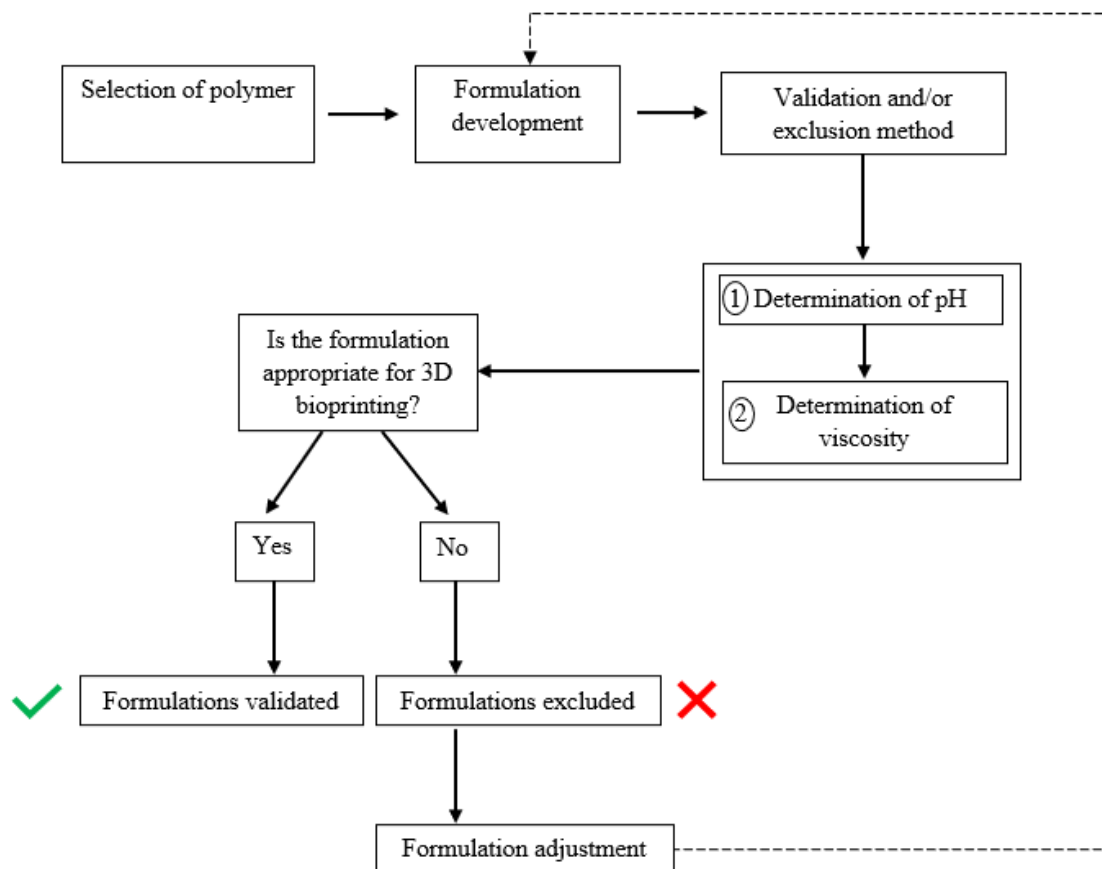 Selection of polymer
Formulation
development
Validation and/or
exclusion method
① Determination of pH
② Determination of
viscosity
Is the formulation
appropriate for 3D
bioprinting?
Yes
No
Formulations validated
Formulations excluded
Formulation adjustment